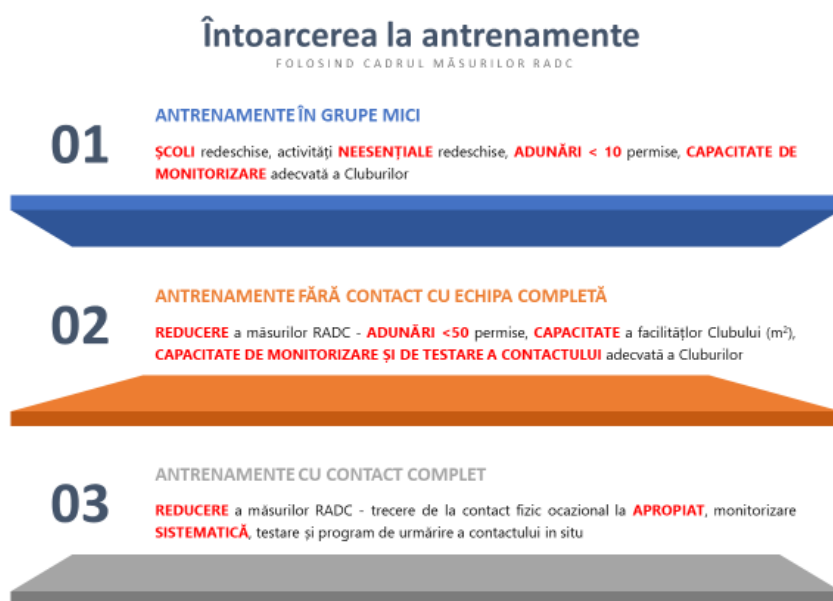 Întoarcerea la antrenamente
FOLOSIND CADRUL MĂSURILOR RADC
01
ANTRENAMENTE ÎN GRUPE MICI
ȘCOLI redeschise, activități NEESENȚIALE redeschise, ADUNĂRI < 10 permise, CAPACITATE DE
MONITORIZARE adecvată a Cluburilor
02
ANTRENAMENTE FĂRĂ CONTACT CU ECHIPA COMPLETĂ
REDUCERE a măsurilor RADC - ADUNĂRI <50 permise, CAPACITATE a facilităților Clubului (m²),
CAPACITATE DE MONITORIZARE ȘI DE TESTARE A CONTACTULUI adecvată a Cluburilor
03
ANTRENAMENTE CU CONTACT COMPLET
REDUCERE a măsurilor RADC - trecere de la contact fizic ocazional la APROPIAT, monitorizare
SISTEMATICĂ, testare și program de urmărire a contactului in situ